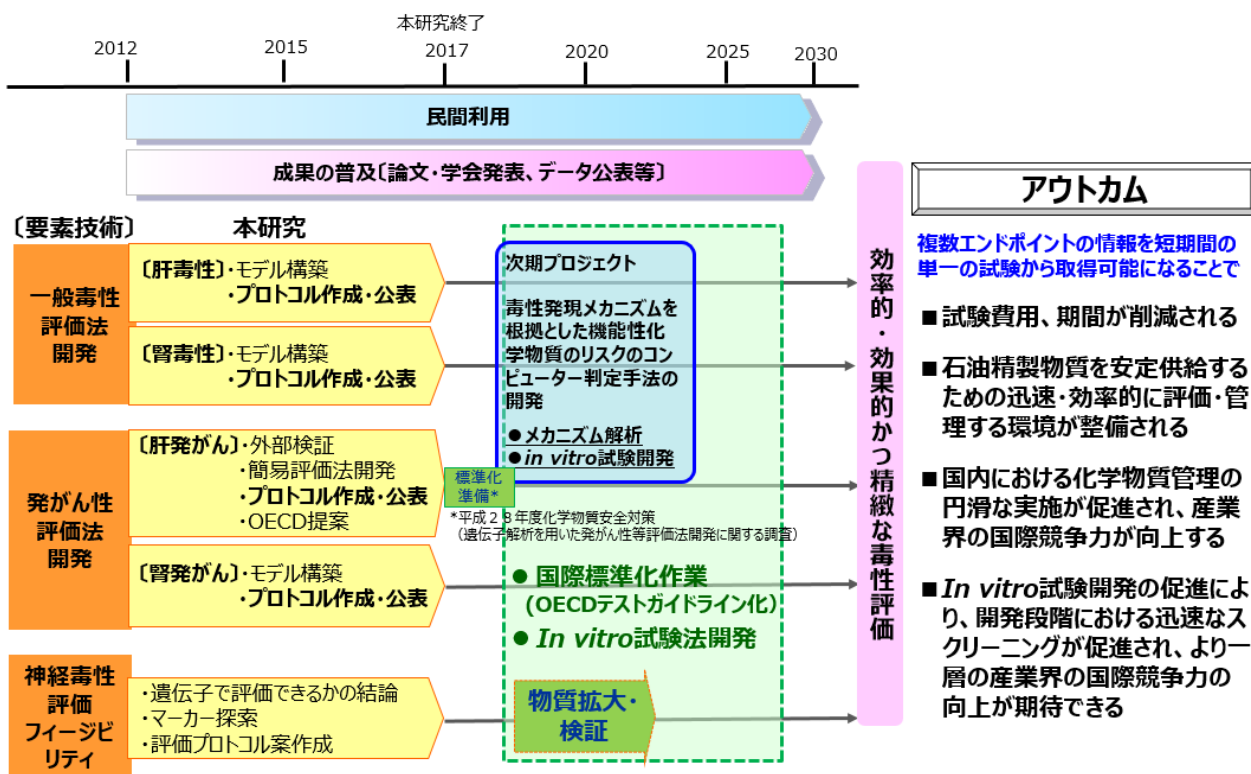 本研究終了
2012
2015
2017
2020
2025
2030
民間利用
成果の普及〔論文・学会発表、データ公表等〕
〔要素技術〕
本研究
一般毒性
評価法
開発
〔肝毒性〕・モデル構築
・プロトコル作成・公表
〔腎毒性〕・モデル構築
・プロトコル作成・公表
発がん性
評価法
開発
〔肝発がん〕・外部検証
・簡易評価法開発
・プロトコル作成・公表
・OECD提案
〔腎発がん〕・モデル構築
・プロトコル作成・公表
神経毒性
評価
フィージビ
リティ
・遺伝子で評価できるかの結論
・マーカー探索
・評価プロトコル案作成
次期プロジェクト
毒性発現メカニズムを
根拠とした機能性化
学物質のリスクのコン
ピューター判定手法の
開発
● メカニズム解析
● in vitro試験開発
標準化
準備*
*平成28年度化学物質安全対策
（遺伝子解析を用いた発がん性等評価法開発に関する調査）
● 国際標準化作業
(OECDテストガイドライン化)
● In vitro試験法開発
物質拡大・
検証
効率的・効果的かつ精緻な毒性評価
アウトカム
複数エンドポイントの情報を短期間の
単一の試験から取得可能になることで
■試験費用、期間が削減される
■石油精製物質を安定供給する
ための迅速・効率的に評価・管
理する環境が整備される
■国内における化学物質管理の
円滑な実施が促進され、産業
界の国際競争力が向上する
■In vitro試験開発の促進によ
り、開発段階における迅速なス
クリーニングが促進され、より一
層の産業界の国際競争力の
向上が期待できる